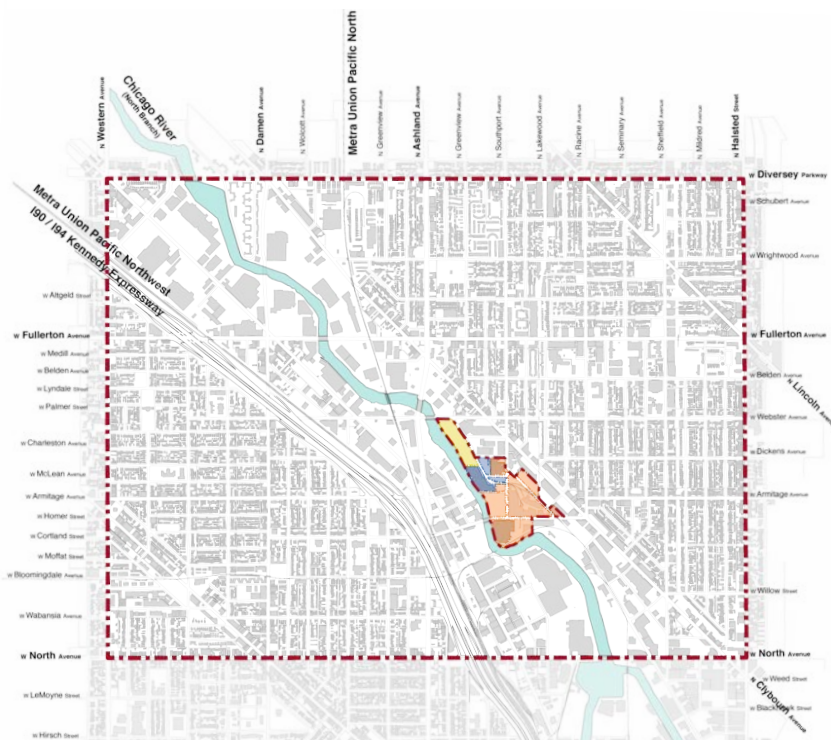 N Western Avenue
Chicago River
(North Branch)
N Damen Avenue
N Wolcott Avenue
Metra Union Pacific North
N Greenview Avenue
N Ashland Avenue
N Greenview Avenue
N Southport Avenue
N Lakewood Avenue
N Racine Avenue
N Seminary Avenue
N Sheffield Avenue
N Mildred Avenue
N Halsted Street
Metra Union Pacific Northwest
I90 / I94 Kennedy Expressway
W Altgeld Street
W Fullerton Avenue
W Medill Avenue
W Belden Avenue
W Lyndale Street
W Palmer Street
W Charleston Avenue
W McLean Avenue
W Armitage Avenue
W Homer Street
W Cortland Street
W Moffat Street
W Bloomingdale Avenue
W Wabansia Avenue
W North Avenue
W LeMoyne Street
W Hirsch Street
W Diversey Parkway
W Schubert Avenue
W Wrightwood Avenue
W Fullerton Avenue
W Belden Avenue
N Lincoln Avenue
W Webster Avenue
W Dickens Avenue
W Armitage Avenue
W Willow Street
W North Avenue
W Weed Street
N Clybourn Avenue
W Blackhawk Street